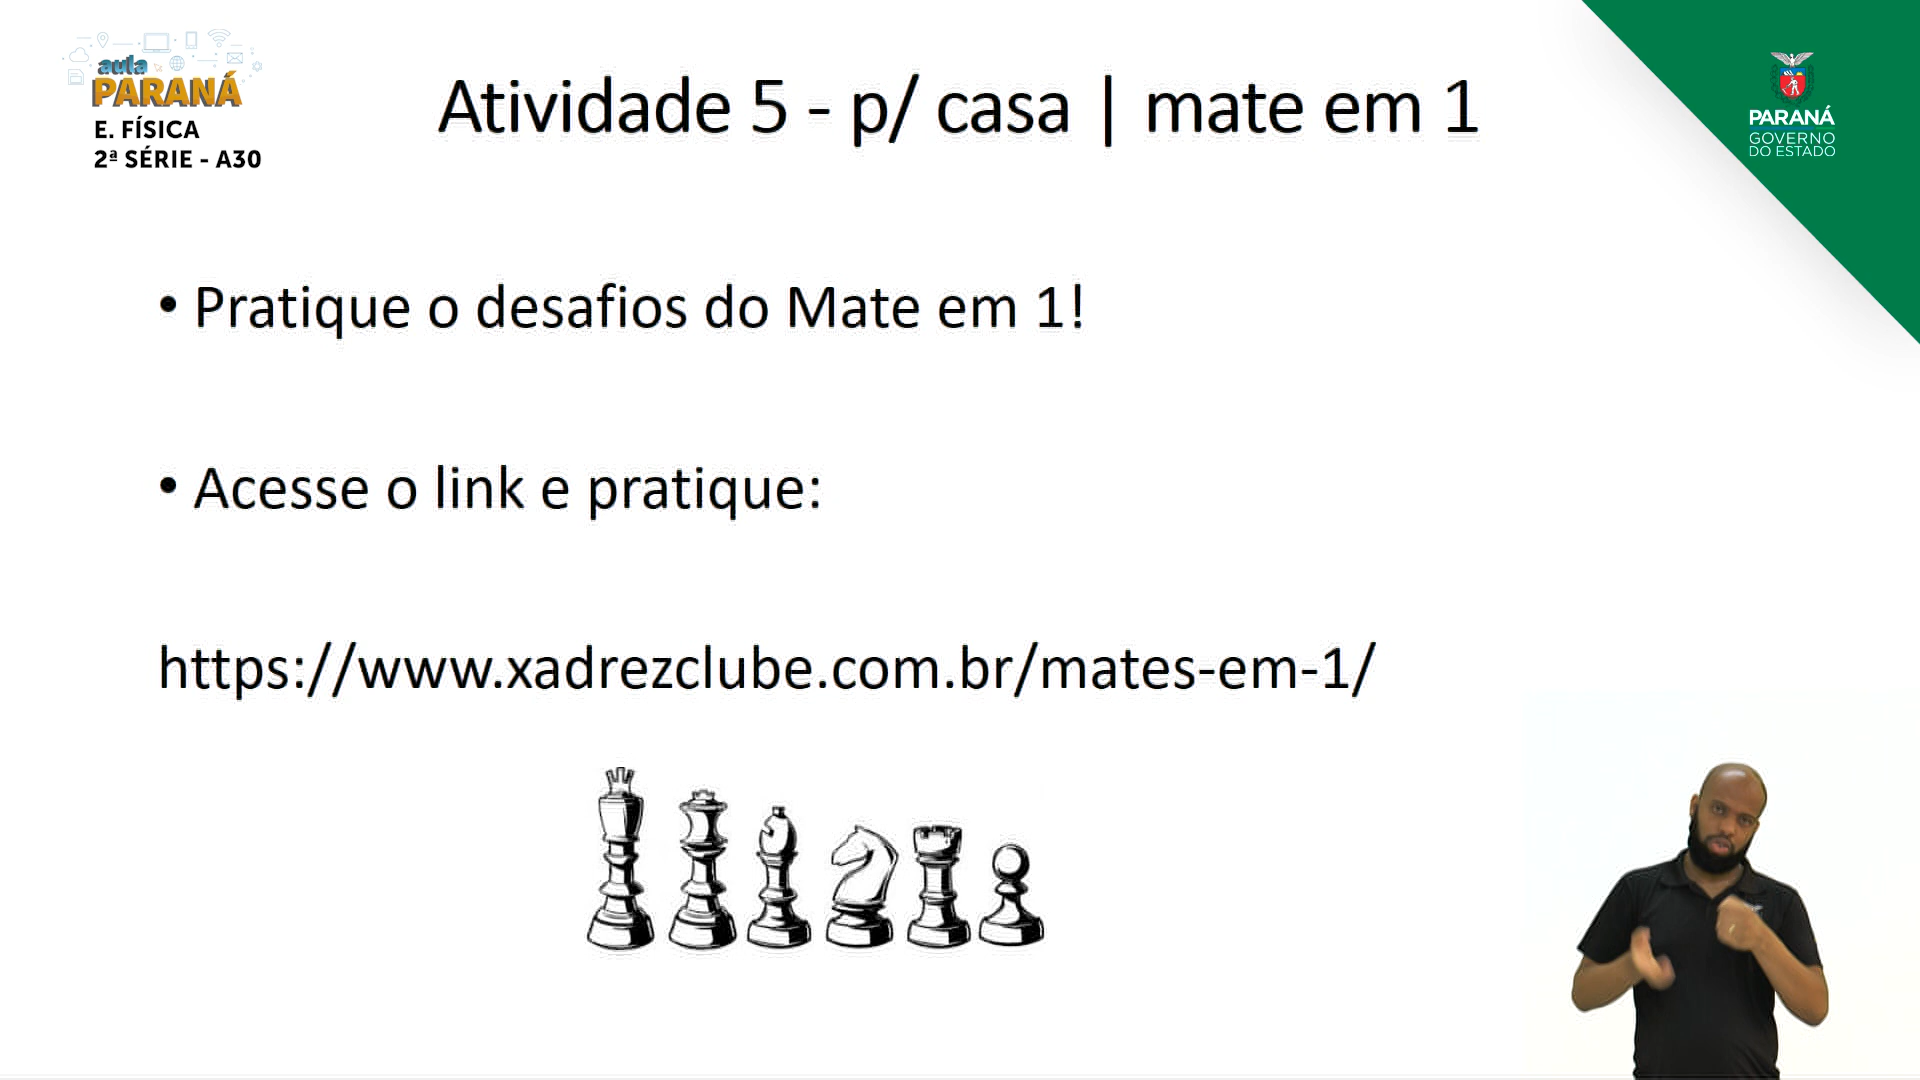 aula
PARANÁ
E. FÍSICA
2ª SÉRIE - A30
Atividade 5 - p/ casa | mate em 1
PARANÁ
GOVERNO
DO ESTADO
• Pratique o desafios do Mate em 1!
• Acesse o link e pratique:
https://www.xadrezclube.com.br/mates-em-1/